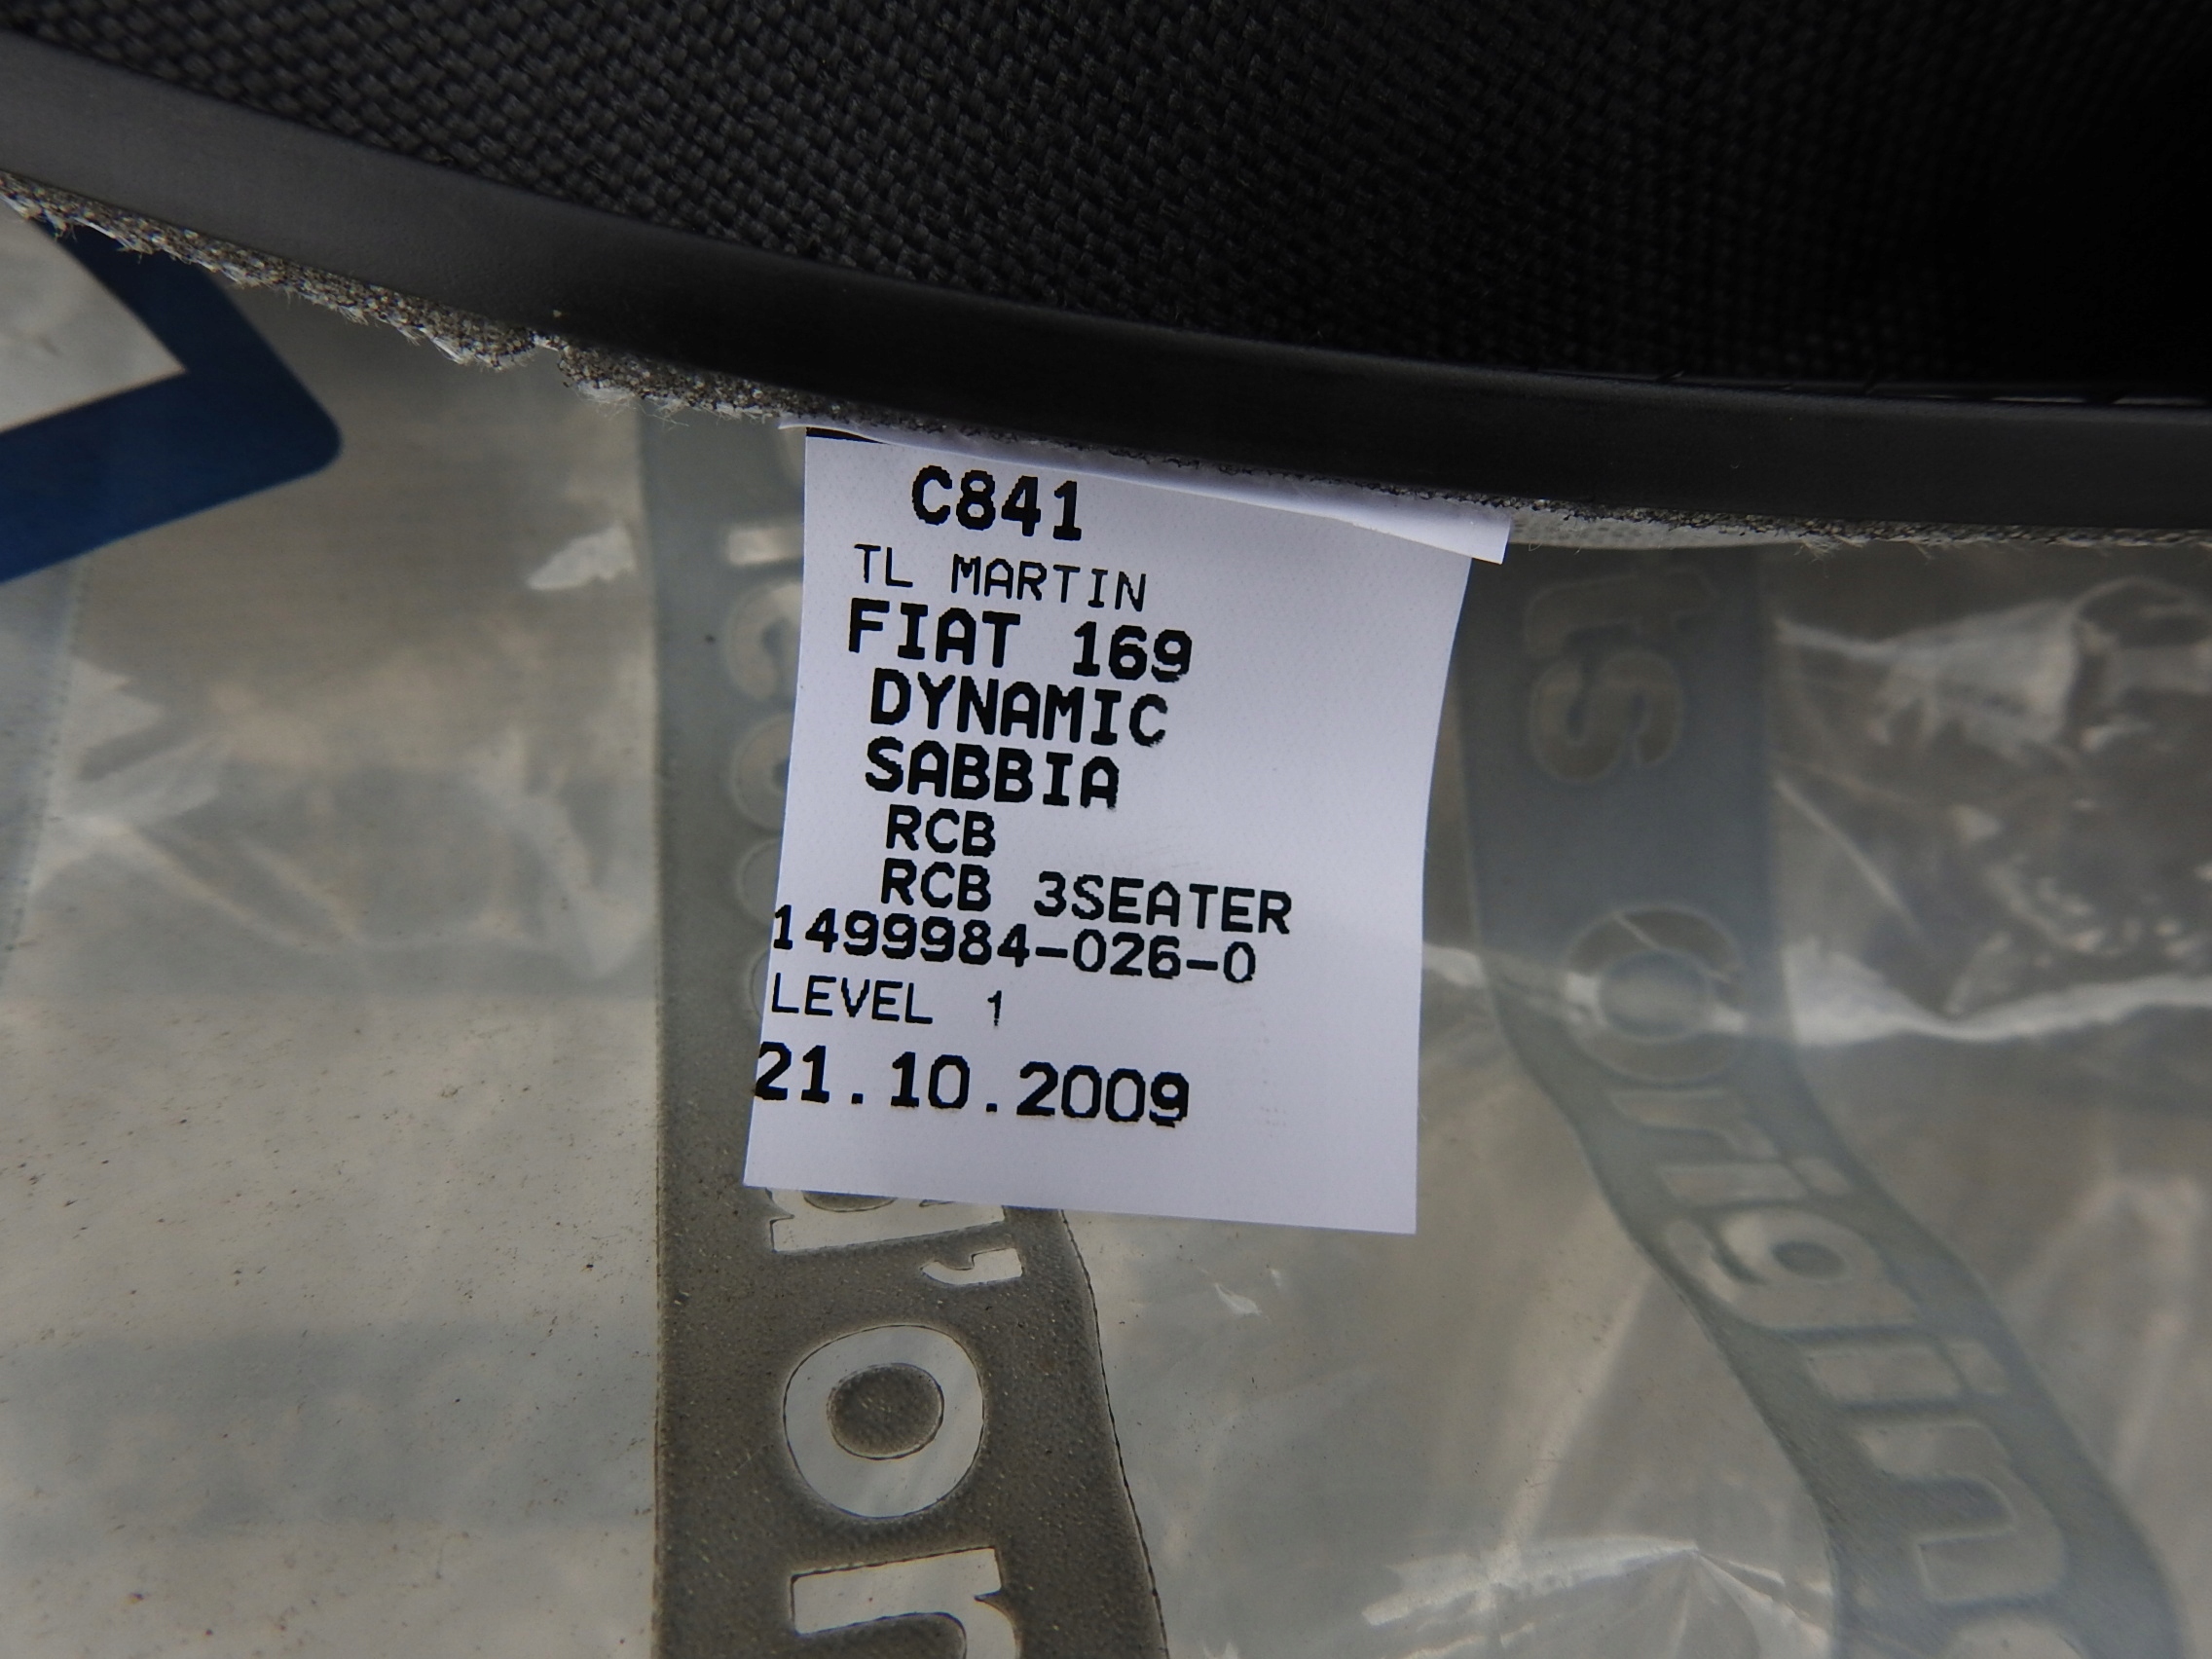 C841
TL MARTIN
FIAT 169
DYNAMIC
SABBIA
RCB
RCB 3SEATER
1499984-026-0
LEVEL 1
21.10.2009